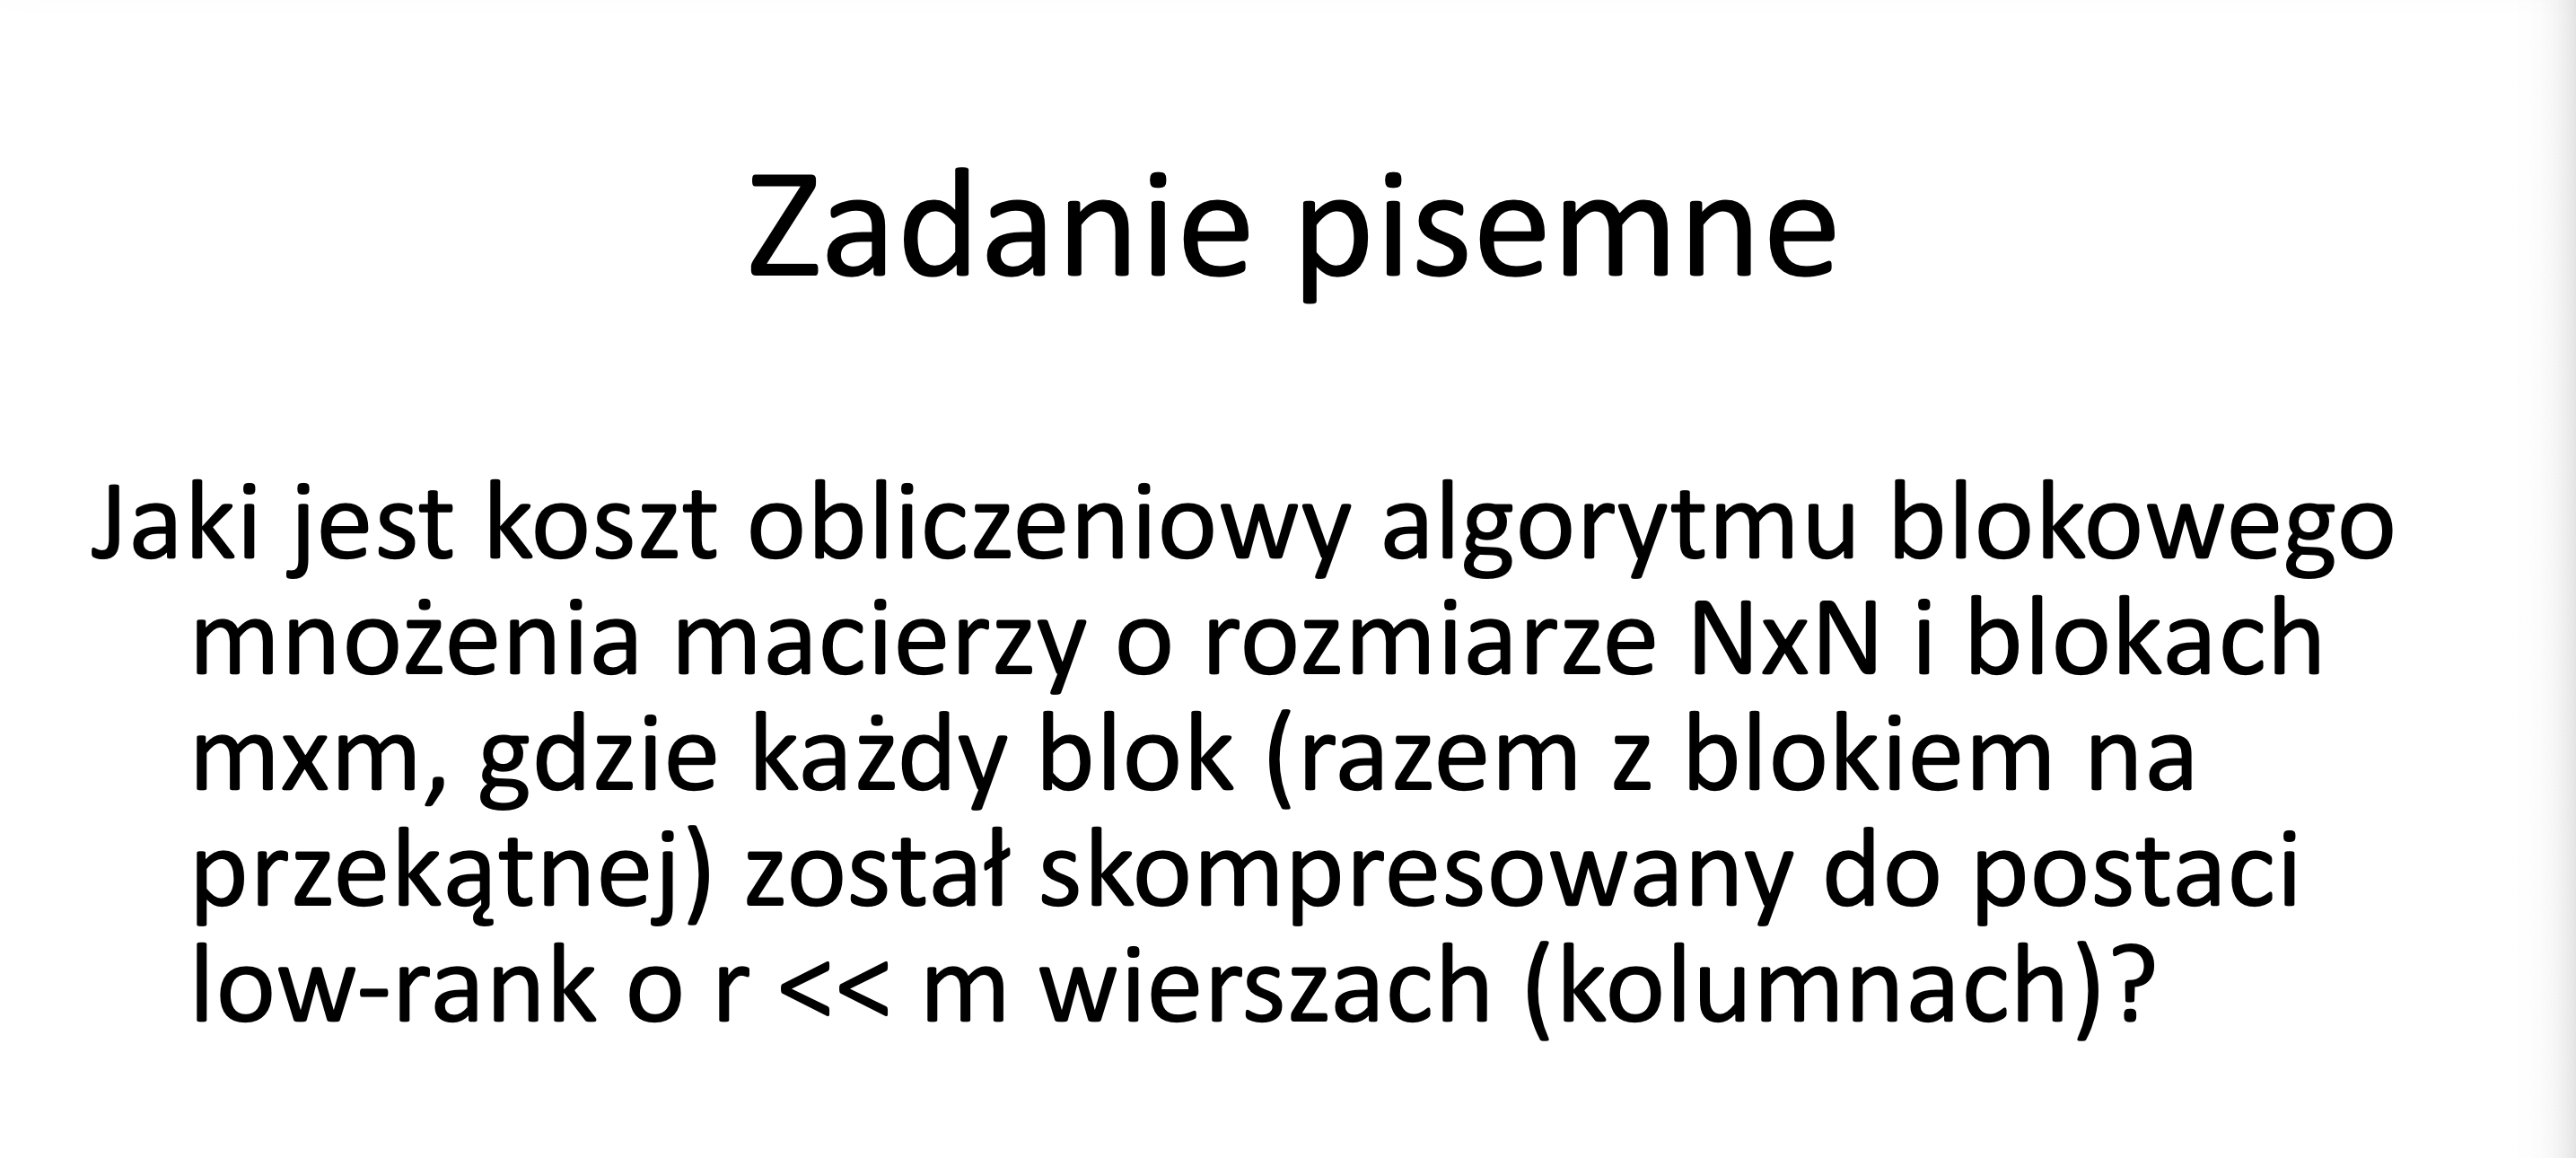 Zadanie pisemne
Jaki jest koszt obliczeniowy algorytmu blokowego
mnożenia macierzy o rozmiarze NxN i blokach
mxm, gdzie każdy blok (razem z blokiem na
przekątnej) został skompresowany do postaci
low-rank o r << m wierszach (kolumnach)?